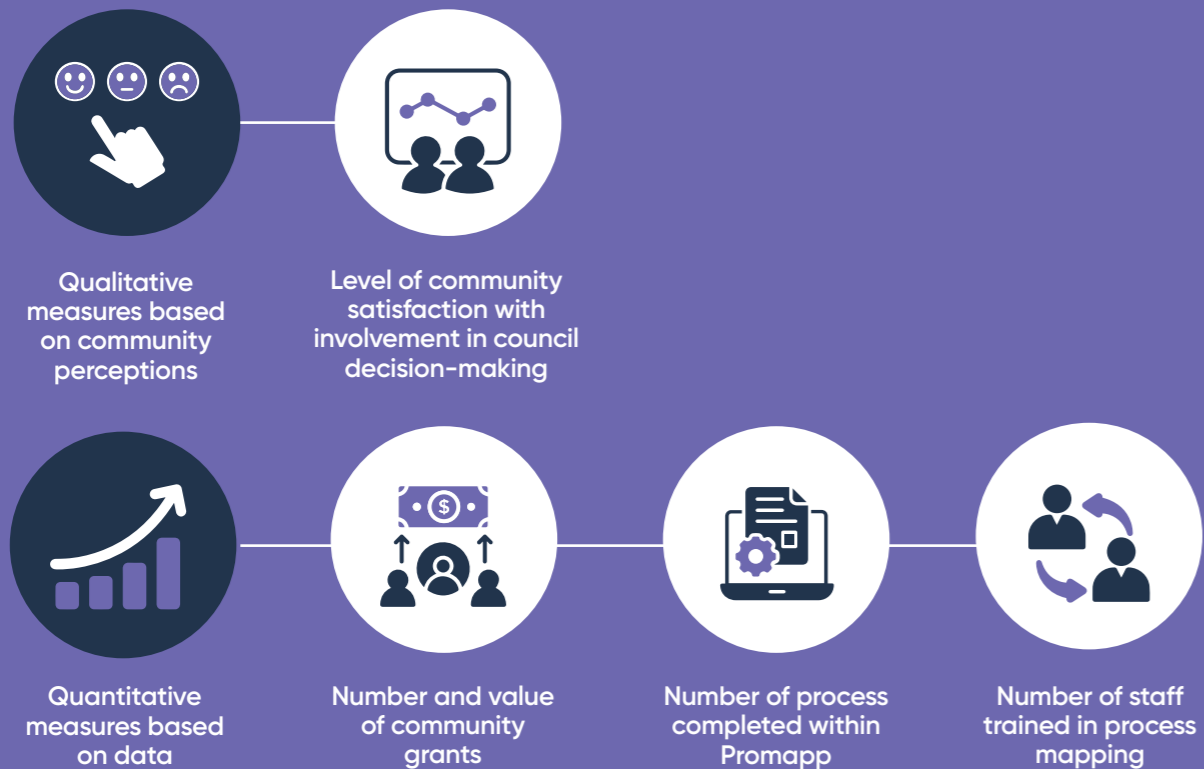 Qualitative
measures based
on community
perceptions
Level of community
satisfaction with
involvement in council
decision-making
$
Quantitative
measures based
on data
Number and value
of community
grants
Number of process
completed within
Promapp
Number of staff
trained in process
mapping